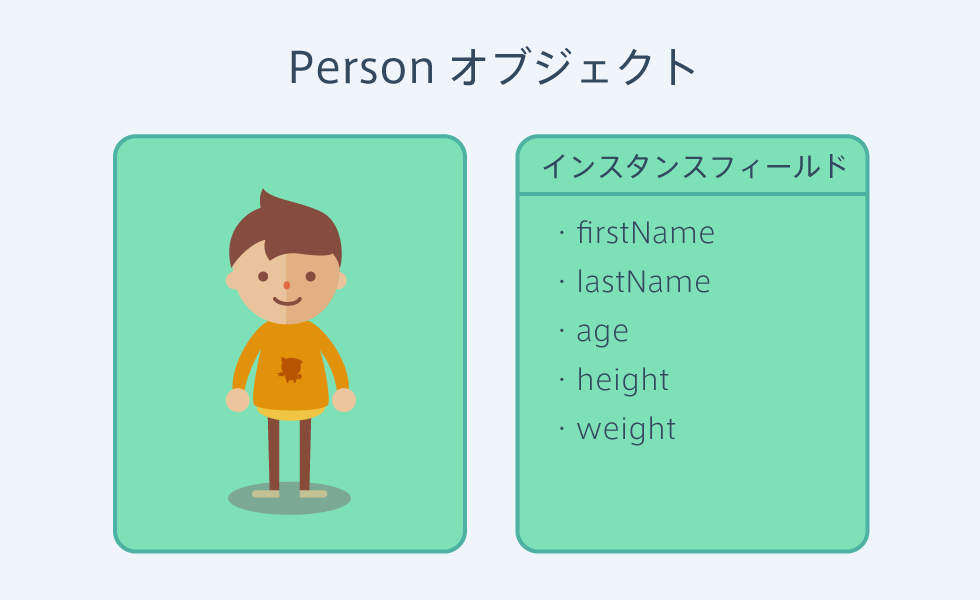 Person オブジェクト
インスタンスフィールド
・firstName
・lastName
・age
・height
・weight